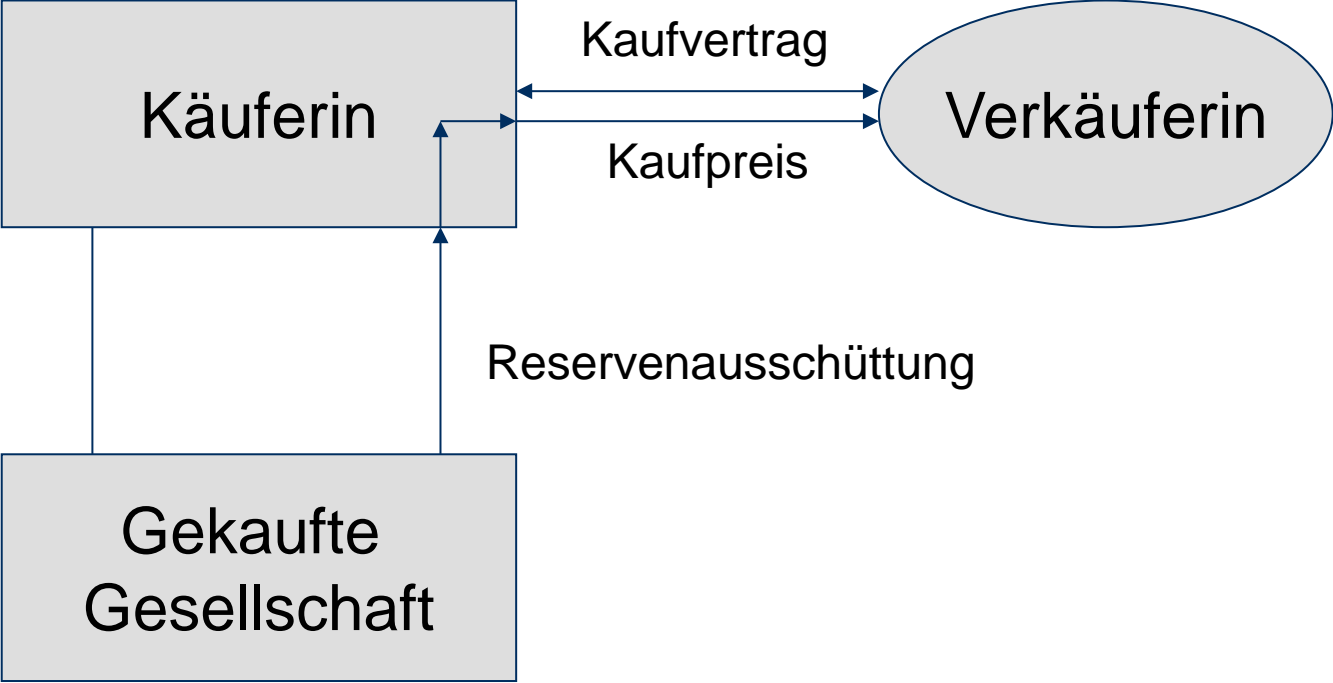 Kaufvertrag
Käuferin
Verkäuferin
Kaufpreis
Reservenausschüttung
Gekaufte
Gesellschaft